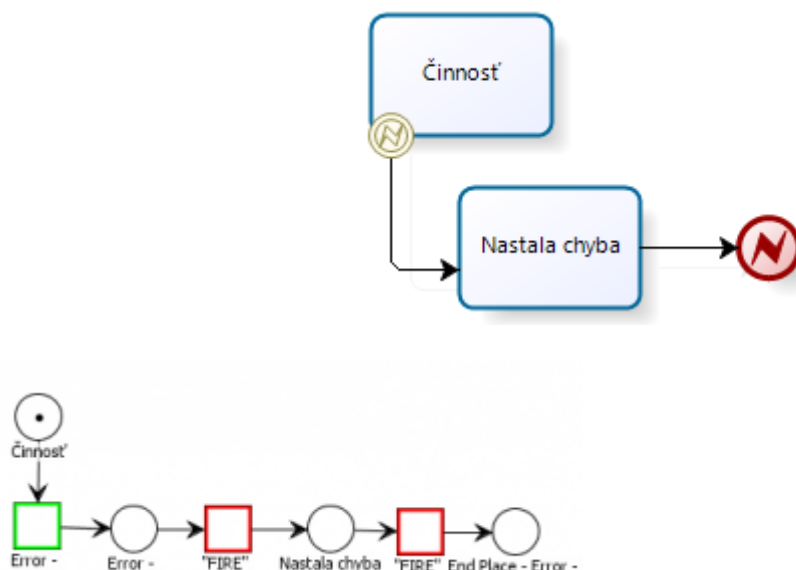 Činnosť
Nastala chyba
Činnosť
Error - Error - "FIRE" Nastala chyba "FIRE" End Place - Error -